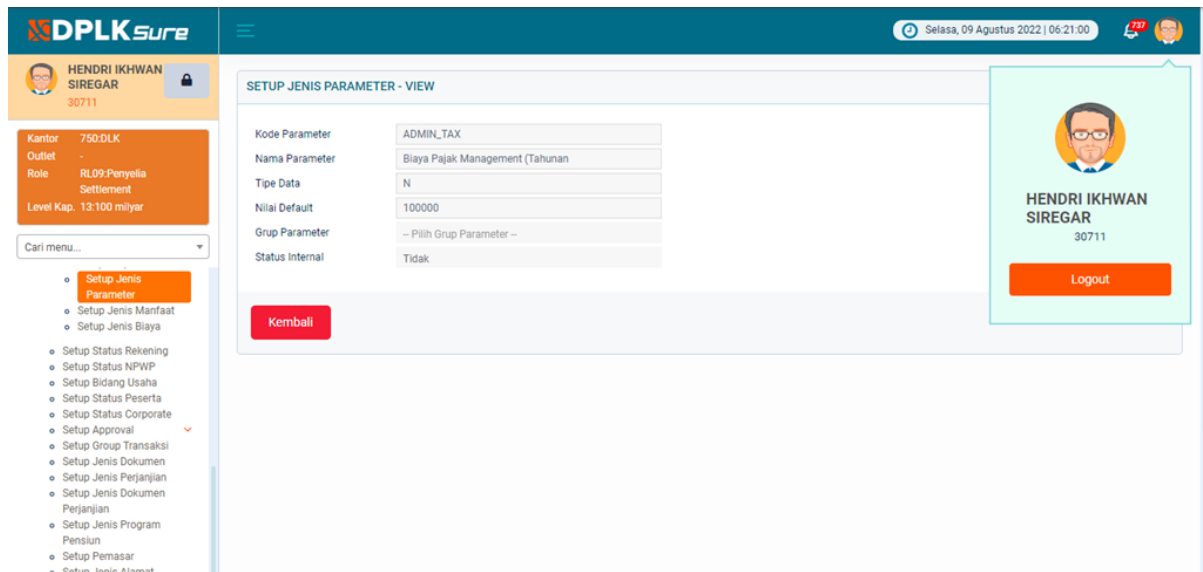 DPLKSure
Selasa, 09 Agustus 2022 | 06:21:00
737
HENDRI IKHWAN
SIREGAR
30711
Kantor 750:DLK
Outlet -
Role RL09:Penyelia
Settlement
Level Kap. 13:100 milyar
Cari menu...
Setup Jenis
Parameter
Setup Jenis Manfaat
Setup Jenis Biaya
Setup Status Rekening
Setup Status NPWP
Setup Bidang Usaha
Setup Status Peserta
Setup Status Corporate
Setup Approval
Setup Group Transaksi
Setup Jenis Dokumen
Setup Jenis Perjanjian
Setup Jenis Dokumen
Perjanjian
Setup Jenis Program
Pensiun
Setup Pemasar
Setup Jenis Alamat
SETUP JENIS PARAMETER - VIEW
Kode Parameter ADMIN_TAX
Nama Parameter Biaya Pajak Management (Tahunan
Tipe Data N
Nilai Default 100000
Grup Parameter -- Pilih Grup Parameter --
Status Internal Tidak
Kembali
HENDRI IKHWAN
SIREGAR
30711
Logout